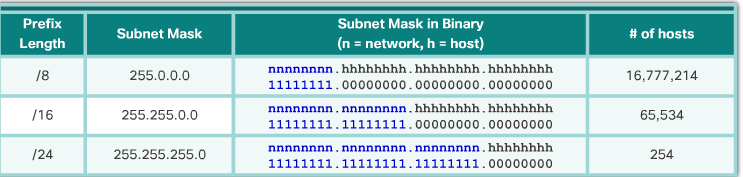 Prefix Length Subnet Mask Subnet Mask in Binary (n = network, h = host) # of hosts
/8 255.0.0.0 nnnnnnnn.hhhhhhhh.hhhhhhhh.hhhhhhhh 16,777,214
11111111.00000000.00000000.00000000
/16 255.255.0.0 nnnnnnnn.nnnnnnnn.hhhhhhhh.hhhhhhhh 65,534
11111111.11111111.00000000.00000000
/24 255.255.255.0 nnnnnnnn.nnnnnnnn.nnnnnnnn.hhhhhhhh 254
11111111.11111111.11111111.00000000